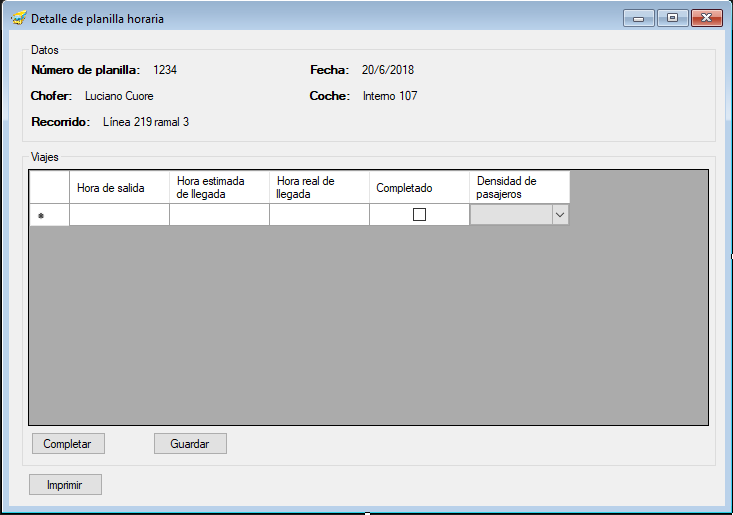 Detalle de planilla horaria
Datos
Número de planilla: 1234 Fecha: 20/6/2018
Chofer: Luciano Cuore Coche: Interno 107
Recorrido: Línea 219 ramal 3
Viajes
Hora de salida Hora estimada de llegada Hora real de llegada Completado Densidad de pasajeros
Completar Guardar
Imprimir